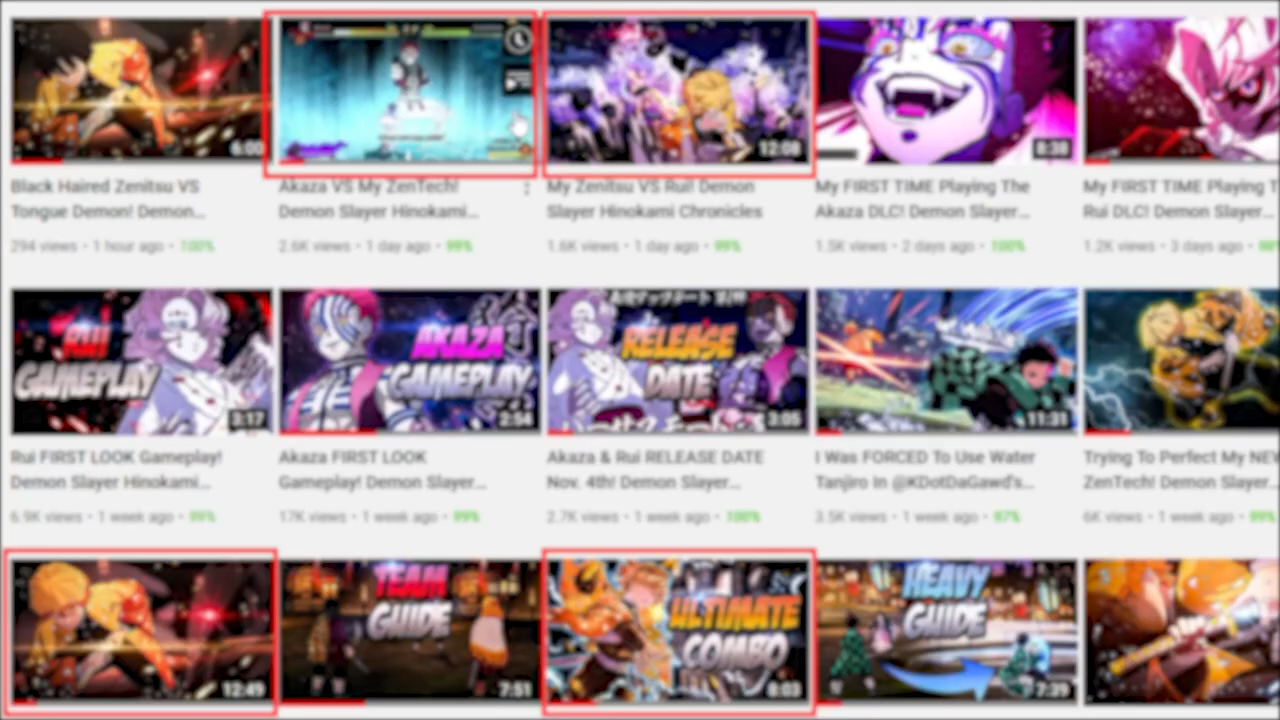 6:00
12:08
8:38
Black Haired Zenitsu VS
Tongue Demon! Demon...
294 views • 1 hour ago • 100%
Akaza VS My ZenTech!
Demon Slayer Hinokami...
2.6K views • 1 day ago • 99%
My Zenitsu VS Rui! Demon
Slayer Hinokami Chronicles
1.6K views • 1 day ago • 99%
My FIRST TIME Playing The
Akaza DLC! Demon Slayer...
1.5K views • 2 days ago • 100%
My FIRST TIME Playing T
Rui DLC! Demon Slayer...
1.2K views • 3 days ago •
RUI
GAMEPLAY
3:17
AKAZA
GAMEPLAY
2:54
RELEASE
DATE
3:05
11:31
Rui FIRST LOOK Gameplay!
Demon Slayer Hinokami...
6.9K views • 1 week ago • 99%
Akaza FIRST LOOK
Gameplay! Demon Slayer...
17K views • 1 week ago • 99%
Akaza & Rui RELEASE DATE
Nov. 4th! Demon Slayer...
2.7K views • 1 week ago • 100%
I Was FORCED To Use Water
Tanjiro In @KDotDaGawd's...
3.5K views • 1 week ago • 97%
Trying To Perfect My NEW
ZenTech! Demon Slayer...
6K views • 1 week ago • 99%
12:49
TEAM
GUIDE
7:51
ULTIMATE
COMBO
8:03
HEAVY
GUIDE
7:39